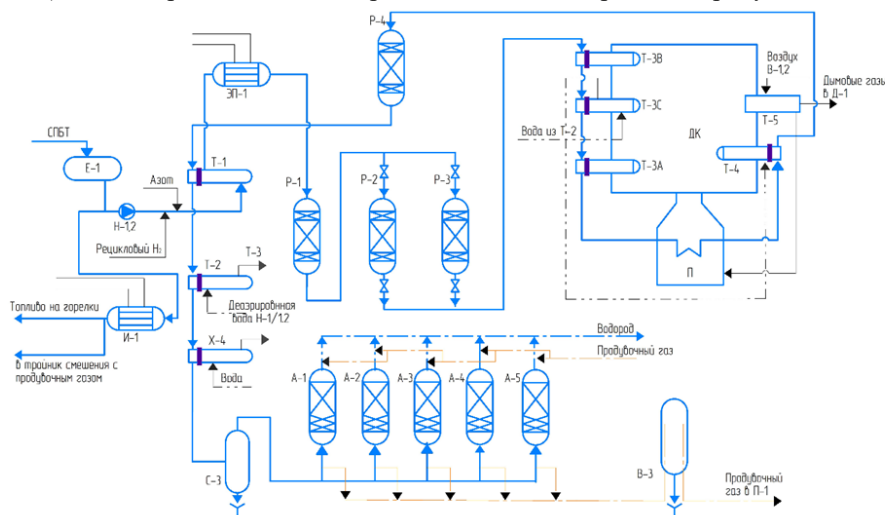 Р-4
ЭП-1
Т-3В
Воздух
В-1,2
Дымовые газы
в Д-1
Т-3С
Т-5
ДК
Вода из Т-2
СПБТ
Е-1
Т-1
Т-4
Т-3А
Азот
Р-1
Р-2
Р-3
Н-1,2
Рецикловый Н₂
П
Т-2
Т-3
Топливо на горелки
Деаэрированная
вода Н-1/1,2
И-1
Х-4
Водород
в тройник смешения с
продувочным газом
Вода
Продувочный газ
А-1
А-2
А-3
А-4
А-5
С-3
В-3
Продувочный
газ в П-1